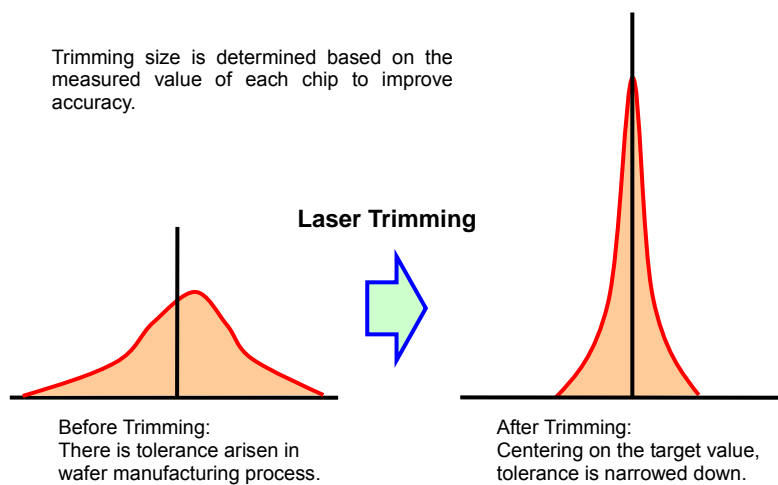 Trimming size is determined based on the
measured value of each chip to improve
accuracy.
Laser Trimming
Before Trimming:
There is tolerance arisen in
wafer manufacturing process.
After Trimming:
Centering on the target value,
tolerance is narrowed down.